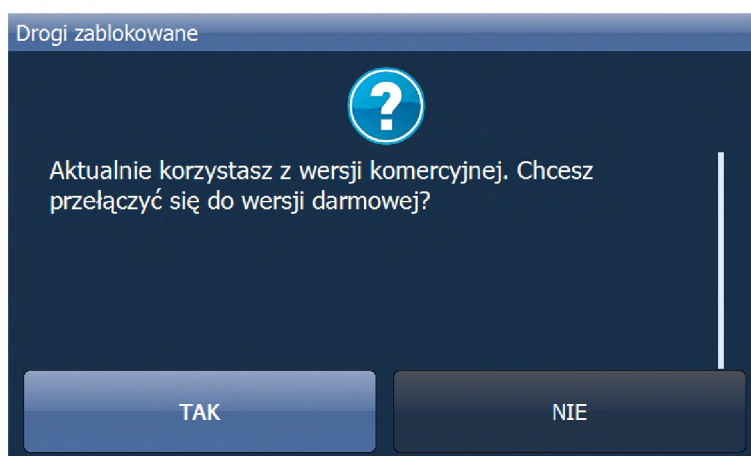 Drogi zablokowane
?
Aktualnie korzystasz z wersji komercyjnej. Chcesz
przełączyć się do wersji darmowej?
TAK
NIE